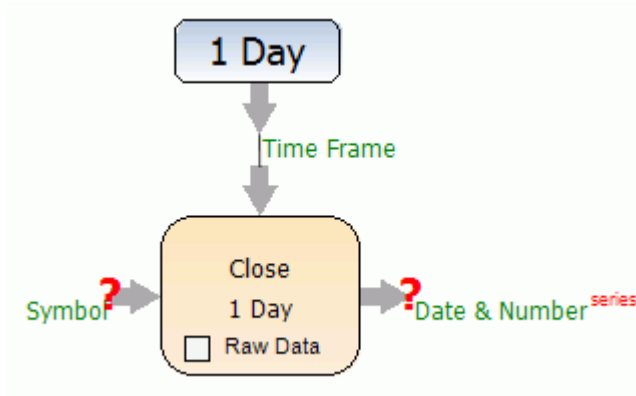 1 Day
Time Frame
Close
1 Day
Raw Data
Symbol
?
?
Date & Number series